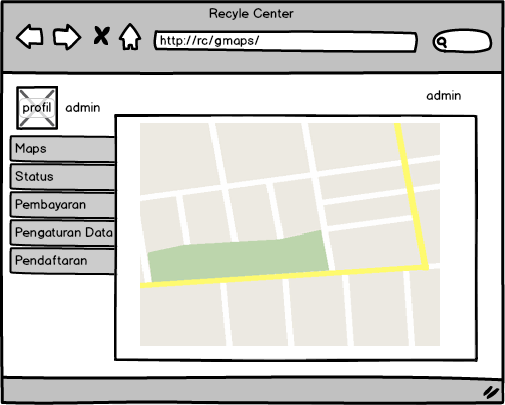 Recyle Center
http://rc/gmaps/
admin
profil admin
Maps
Status
Pembayaran
Pengaturan Data
Pendaftaran